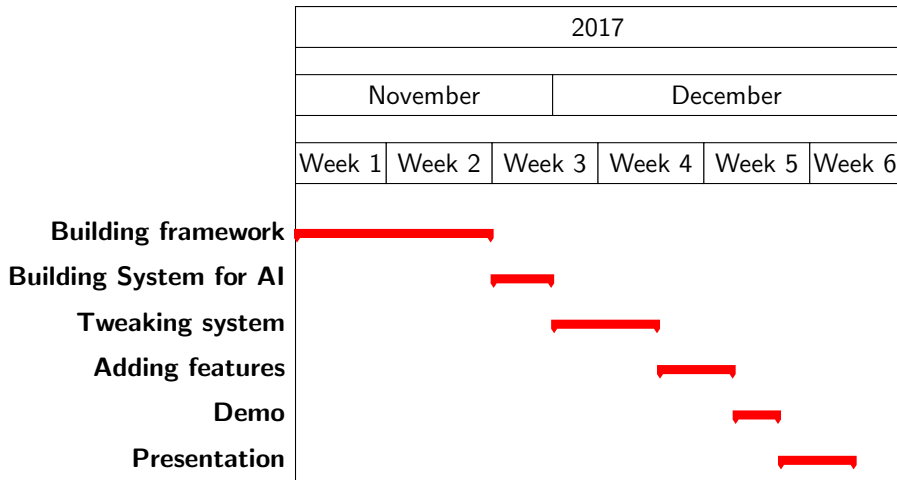 2017
November December
Week 1 Week 2 Week 3 Week 4 Week 5 Week 6
Building framework
Building System for AI
Tweaking system
Adding features
Demo
Presentation